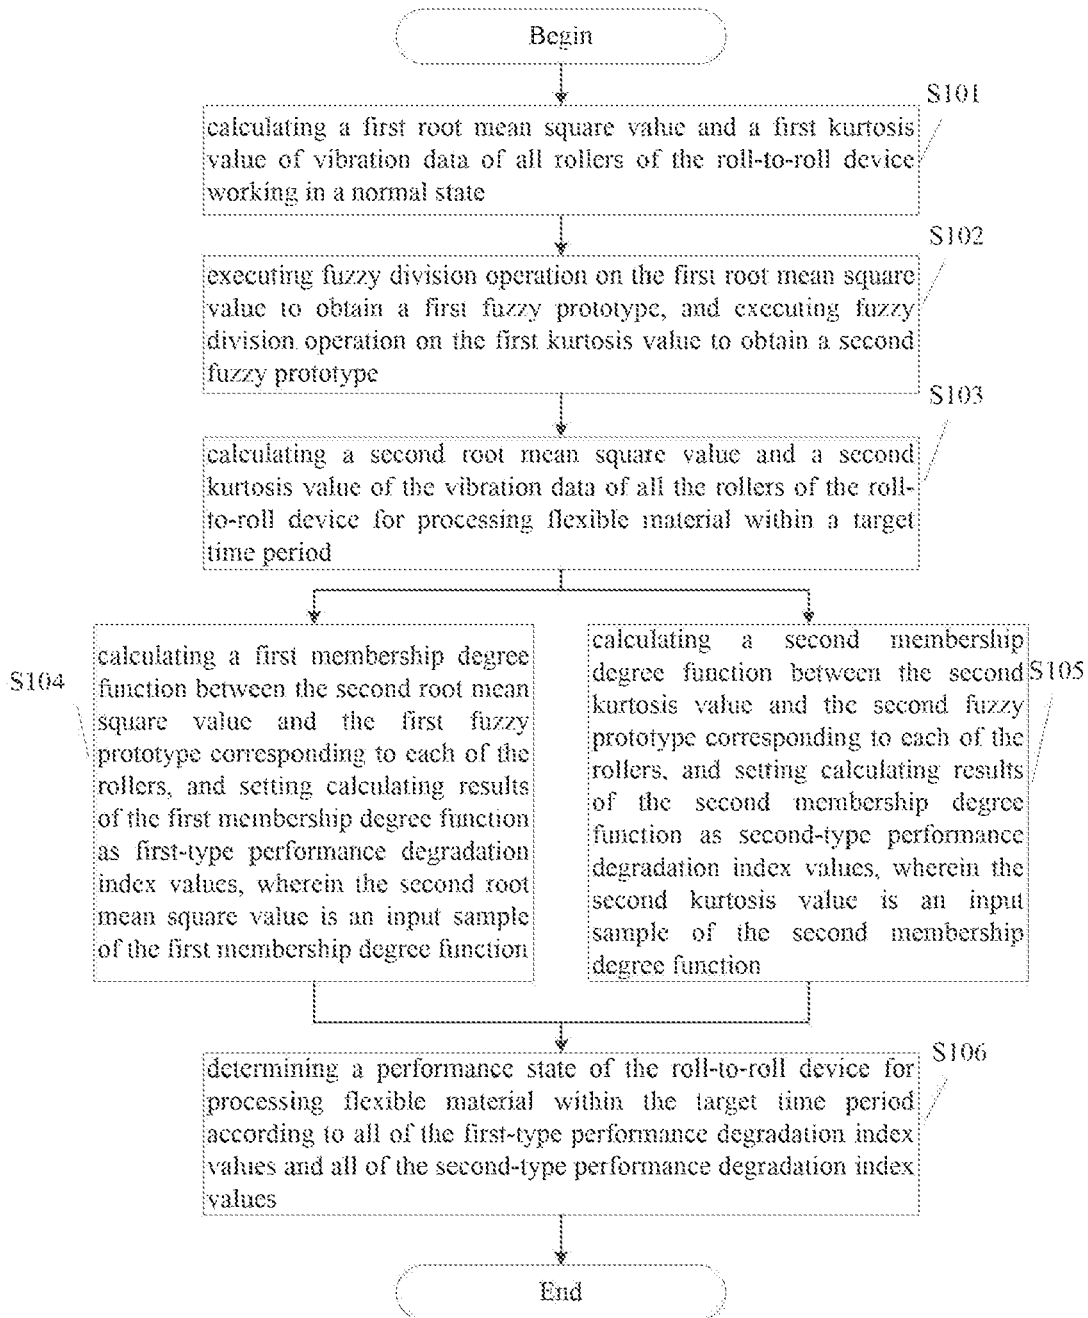 Begin
S101
calculating a first root mean square value and a first kurtosis
value of vibration data of all rollers of the roll-to-roll device
working in a normal state
S102
executing fuzzy division operation on the first root mean square
value to obtain a first fuzzy prototype, and executing fuzzy
division operation on the first kurtosis value to obtain a second
fuzzy prototype
S103
calculating a second root mean square value and a second
kurtosis value of the vibration data of all the rollers of the roll-
to-roll device for processing flexible material within a target
time period
S104
calculating a first membership degree
function between the second root mean
square value and the first fuzzy
prototype corresponding to each of the
rollers, and setting calculating results
of the first membership degree function
as first-type performance degradation
index values, wherein the second root
mean square value is an input sample
of the first membership degree function
S105
calculating a second membership
degree function between the second
kurtosis value and the second fuzzy
prototype corresponding to each of the
rollers, and setting calculating results
of the second membership degree
function as second-type performance
degradation index values, wherein the
second kurtosis value is an input
sample of the second membership
degree function
S106
determining a performance state of the roll-to-roll device for
processing flexible material within the target time period
according to all of the first-type performance degradation index
values and all of the second-type performance degradation index
values
End